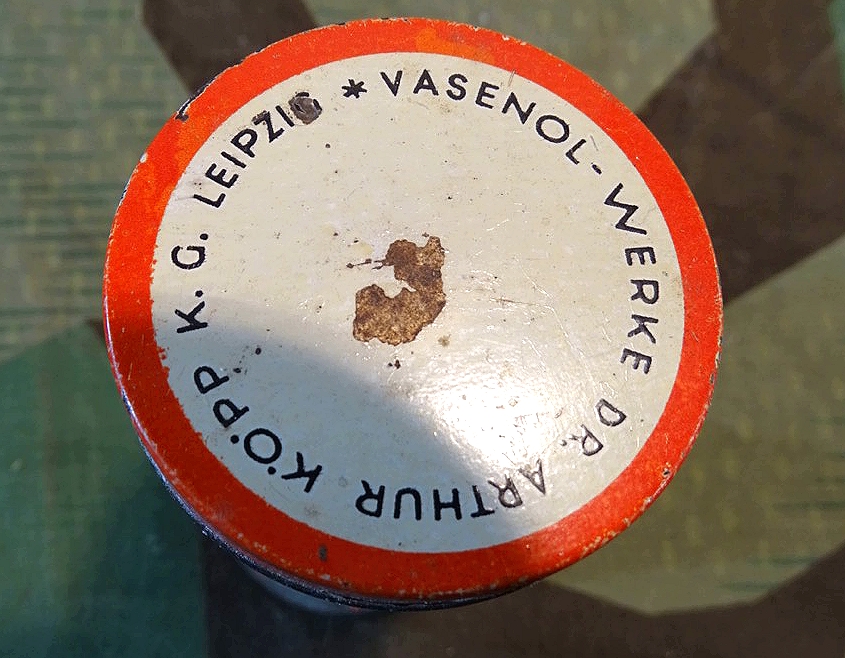 * VASENOL-WERKE DR. ARTHUR KÖPP K. G. LEIPZIG